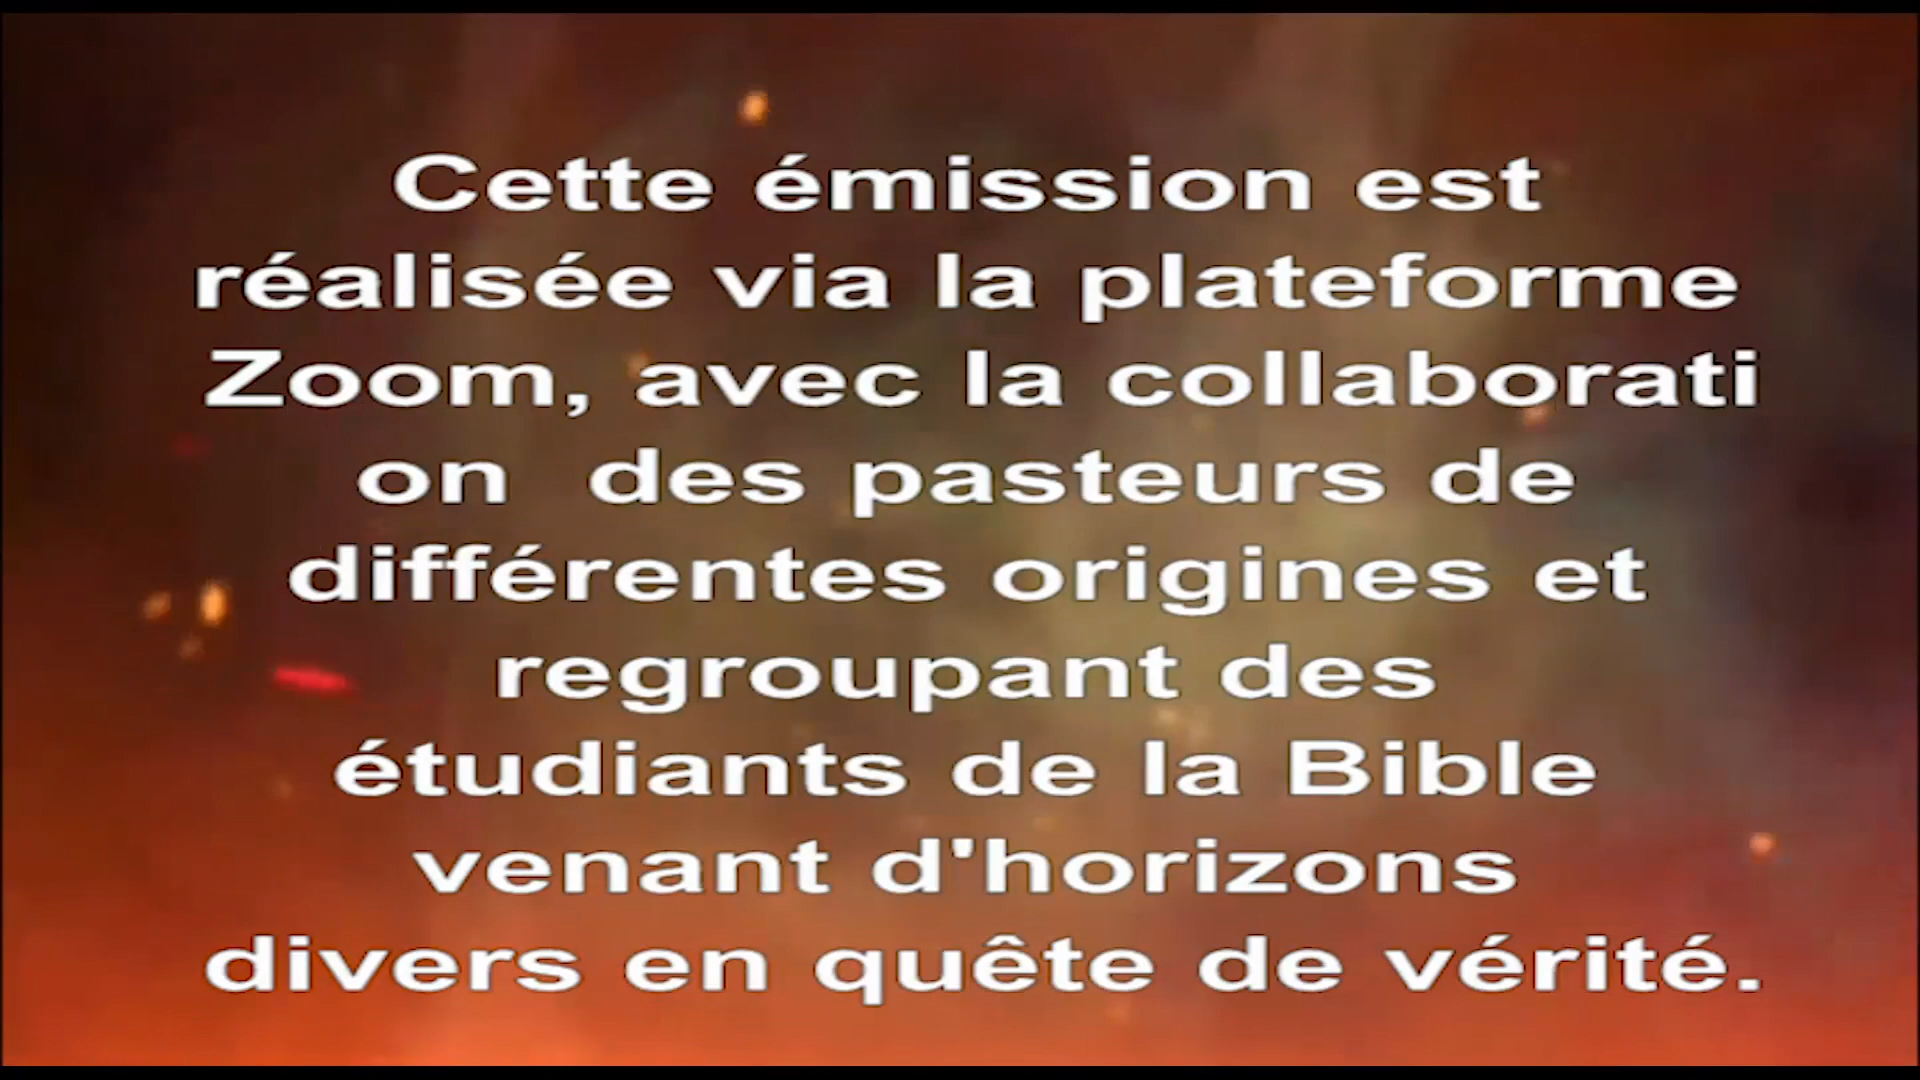 Cette émission est
réalisée via la plateforme
Zoom, avec la collaborati
on  des pasteurs de
différentes origines et
regroupant des
étudiants de la Bible
venant d'horizons
divers en quête de vérité.